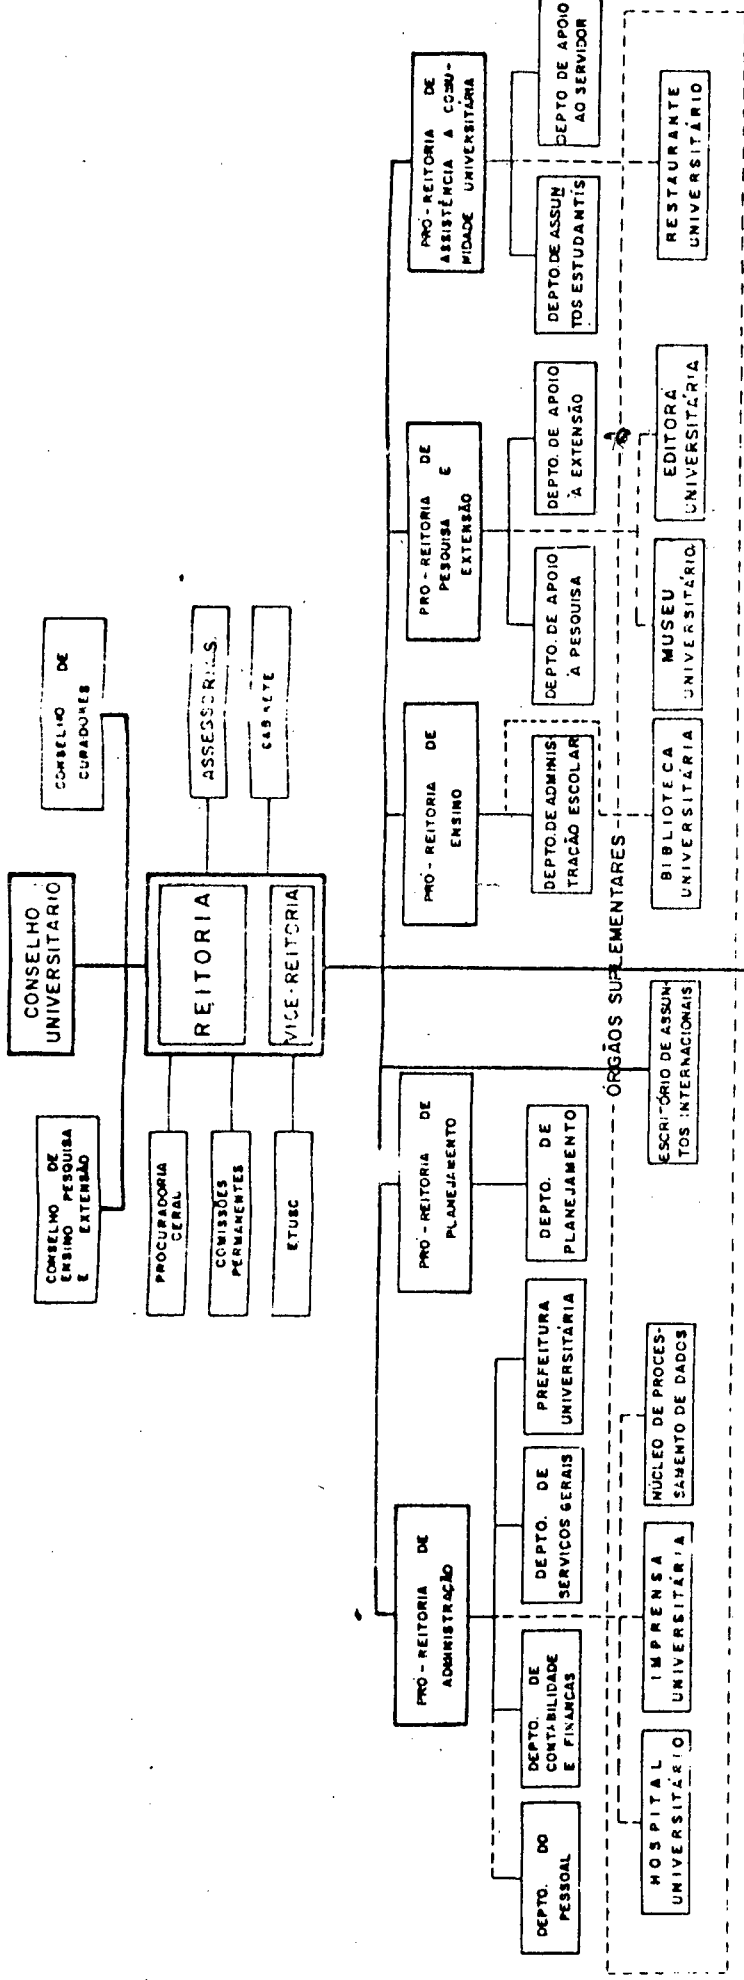 CONSELHO
UNIVERSITÁRIO
CONSELHO DE
ENSINO PESQUISA
E EXTENSÃO
CONSELHO DE
CURADORES
REITORIA
VICE-REITORIA
PROCURADORIA
GERAL
COMISSÕES
PERMANENTES
ETUSC
ASSESSORIAS
GABINETE
PRÓ-REITORIA DE
ADMINISTRAÇÃO
PRÓ-REITORIA DE
PLANEJAMENTO
PRÓ-REITORIA DE
ENSINO
PRÓ-REITORIA DE
PESQUISA E
EXTENSÃO
PRÓ-REITORIA DE
ASSISTÊNCIA A COMU-
NIDADE UNIVERSITÁRIA
DEPTO. DO
PESSOAL
DEPTO. DE
CONTABILIDADE
E FINANÇAS
DEPTO. DE
SERVIÇOS GERAIS
PREFEITURA
UNIVERSITÁRIA
DEPTO. DE
PLANEJAMENTO
DEPTO. DE ADMINIS-
TRAÇÃO ESCOLAR
DEPTO. DE APOIO
À PESQUISA
DEPTO. DE APOIO
À EXTENSÃO
DEPTO. DE ASSUN
TOS ESTUDANTÍS
DEPTO DE APOIO
AO SERVIDOR
ÓRGÃOS SUPLEMENTARES
HOSPITAL
UNIVERSITÁRIO
IMPRENSA
UNIVERSITÁRIA
NÚCLEO DE PROCES-
SAMENTO DE DADOS
ESCRITÓRIO DE ASSUN-
TOS INTERNACIONAIS
BIBLIOTECA
UNIVERSITÁRIA
MUSEU
UNIVERSITÁRIO
EDITORA
UNIVERSITÁRIA
RESTAURANTE
UNIVERSITÁRIO